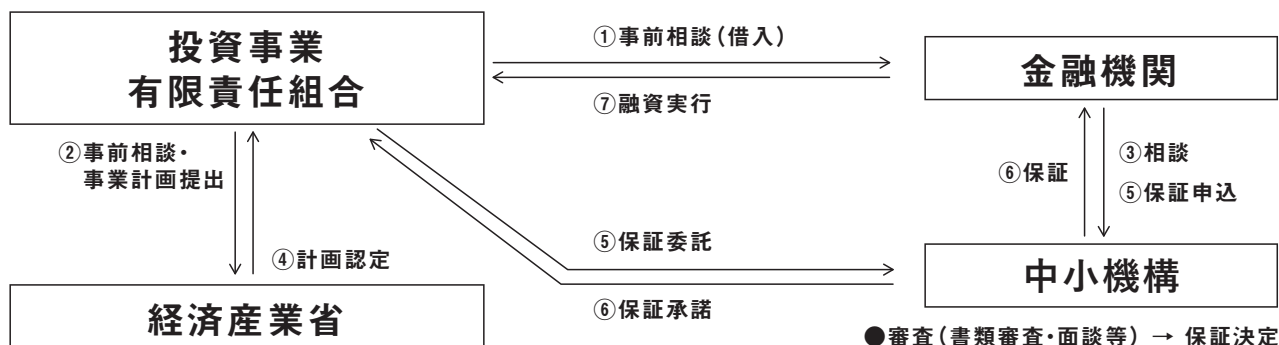 投資事業
有限責任組合
①事前相談（借入）
⑦融資実行
金融機関
②事前相談・
事業計画提出
④計画認定
⑥保証
③相談
⑤保証申込
⑤保証委託
⑥保証承諾
経済産業省
中小機構
●審査（書類審査・面談等） → 保証決定